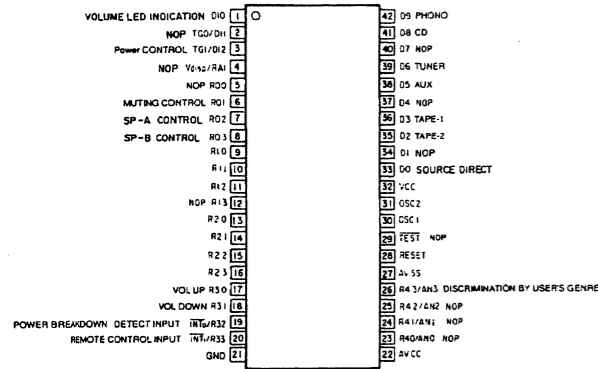 VOLUME LED INDICATION D10 1
NOP TG0/D11 2
Power CONTROL TG1/D12 3
NOP Vdisp/RA1 4
NOP R00 5
MUTING CONTROL R01 6
SP-A CONTROL R02 7
SP-B CONTROL R03 8
R10 9
R11 10
R12 11
NOP R13 12
R20 13
R21 14
R22 15
R23 16
VOL UP R30 17
VOL DOWN R31 18
POWER BREAKDOWN DETECT INPUT INT0/R32 19
REMOTE CONTROL INPUT INT1/R33 20
GND 21
42 D9 PHONO
41 D8 CD
40 D7 NOP
39 D6 TUNER
38 D5 AUX
37 D4 NOP
36 D3 TAPE-1
35 D2 TAPE-2
34 D1 NOP
33 D0 SOURCE DIRECT
32 VCC
31 OSC2
30 OSC1
29 TEST NOP
28 RESET
27 AVSS
26 R43/AN3 DISCRIMINATION BY USER'S GENRE
25 R42/AN2 NOP
24 R41/AN1 NOP
23 R40/AN0 NOP
22 AVCC